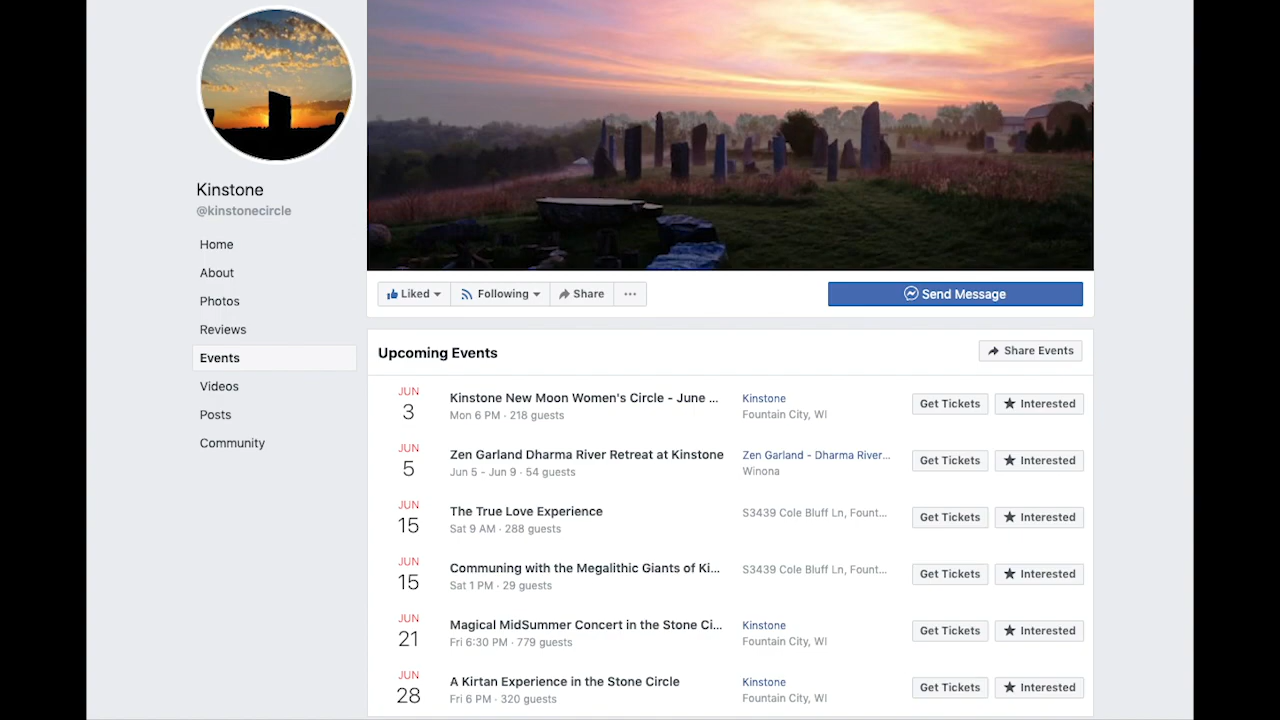 Kinstone
@kinstonecircle
Home
About
Photos
Reviews
Events
Videos
Posts
Community
Liked
Following
Share
Send Message
Upcoming Events
Share Events
JUN
3
Kinstone New Moon Women's Circle - June ...
Mon 6 PM · 218 guests
Kinstone
Fountain City, WI
Get Tickets
Interested
JUN
5
Zen Garland Dharma River Retreat at Kinstone
Jun 5 - Jun 9 · 54 guests
Zen Garland - Dharma River...
Winona
Get Tickets
Interested
JUN
15
The True Love Experience
Sat 9 AM · 288 guests
S3439 Cole Bluff Ln, Fount...
Get Tickets
Interested
JUN
15
Communing with the Megalithic Giants of Ki...
Sat 1 PM · 29 guests
S3439 Cole Bluff Ln, Fount...
Get Tickets
Interested
JUN
21
Magical MidSummer Concert in the Stone Ci...
Fri 6:30 PM · 779 guests
Kinstone
Fountain City, WI
Get Tickets
Interested
JUN
28
A Kirtan Experience in the Stone Circle
Fri 6 PM · 320 guests
Kinstone
Fountain City, WI
Get Tickets
Interested